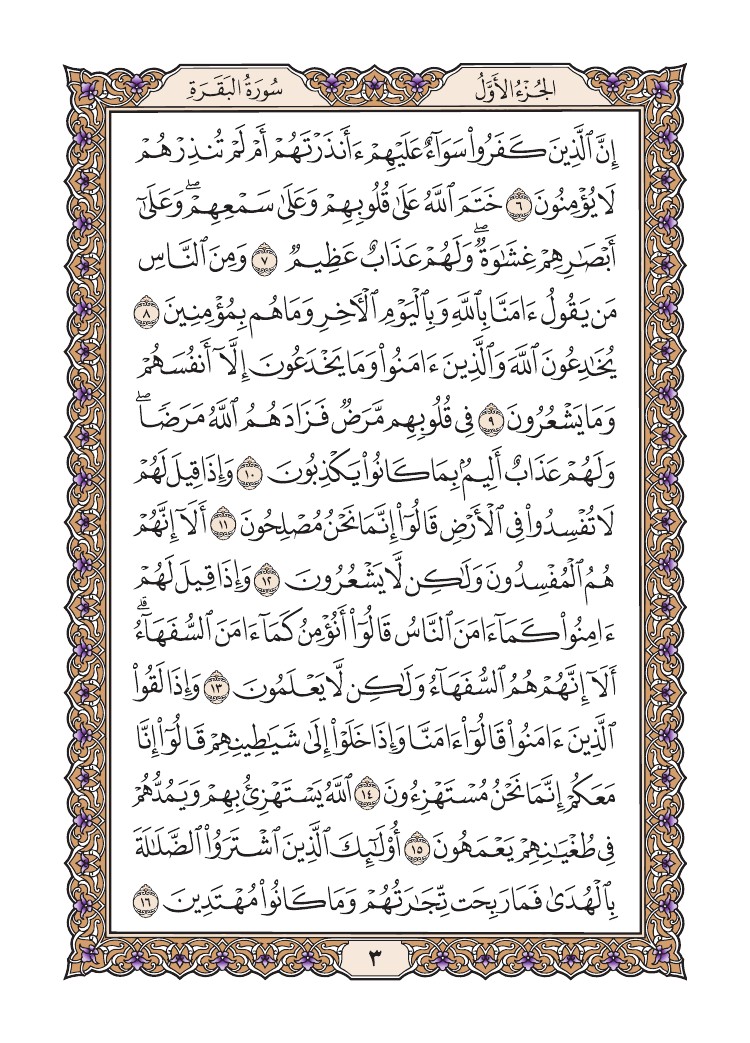 الجُزْءُ الأَوَّلُ
سُورَةُ البَقَرَةِ
إِنَّ ٱلَّذِينَ كَفَرُوا۟ سَوَآءٌ عَلَيْهِمْ ءَأَنذَرْتَهُمْ أَمْ لَمْ تُنذِرْهُمْ
لَا يُؤْمِنُونَ ٦ خَتَمَ ٱللَّهُ عَلَىٰ قُلُوبِهِمْ وَعَلَىٰ سَمْعِهِمْ ۖ وَعَلَىٰٓ
أَبْصَٰرِهِمْ غِشَٰوَةٌ ۖ وَلَهُمْ عَذَابٌ عَظِيمٌ ٧ وَمِنَ ٱلنَّاسِ
مَن يَقُولُ ءَامَنَّا بِٱللَّهِ وَبِٱلْيَوْمِ ٱلْءَاخِرِ وَمَا هُم بِمُؤْمِنِينَ ٨
يُخَٰدِعُونَ ٱللَّهَ وَٱلَّذِينَ ءَامَنُوا۟ وَمَا يَخْدَعُونَ إِلَّآ أَنفُسَهُمْ
وَمَا يَشْعُرُونَ ٩ فِى قُلُوبِهِم مَّرَضٌ فَزَادَهُمُ ٱللَّهُ مَرَضًا ۖ
وَلَهُمْ عَذَابٌ أَلِيمٌۢ بِمَا كَانُوا۟ يَكْذِبُونَ ١٠ وَإِذَا قِيلَ لَهُمْ
لَا تُفْسِدُوا۟ فِى ٱلْأَرْضِ قَالُوٓا۟ إِنَّمَا نَحْنُ مُصْلِحُونَ ١١ أَلَآ إِنَّهُمْ
هُمُ ٱلْمُفْسِدُونَ وَلَٰكِن لَّا يَشْعُرُونَ ١٢ وَإِذَا قِيلَ لَهُمْ
ءَامِنُوا۟ كَمَآ ءَامَنَ ٱلنَّاسُ قَالُوٓا۟ أَنُؤْمِنُ كَمَآ ءَامَنَ ٱلسُّفَهَآءُ ۗ
أَلَآ إِنَّهُمْ هُمُ ٱلسُّفَهَآءُ وَلَٰكِن لَّا يَعْلَمُونَ ١٣ وَإِذَا لَقُوا۟
ٱلَّذِينَ ءَامَنُوا۟ قَالُوٓا۟ ءَامَنَّا وَإِذَا خَلَوْا۟ إِلَىٰ شَيَٰطِينِهِمْ قَالُوٓا۟ إِنَّا
مَعَكُمْ إِنَّمَا نَحْنُ مُسْتَهْزِءُونَ ١٤ ٱللَّهُ يَسْتَهْزِئُ بِهِمْ وَيَمُدُّهُمْ
فِى طُغْيَٰنِهِمْ يَعْمَهُونَ ١٥ أُو۟لَٰٓئِكَ ٱلَّذِينَ ٱشْتَرَوُا۟ ٱلضَّلَٰلَةَ
بِٱلْهُدَىٰ فَمَا رَبِحَت تِّجَٰرَتُهُمْ وَمَا كَانُوا۟ مُهْتَدِينَ ١٦
٣